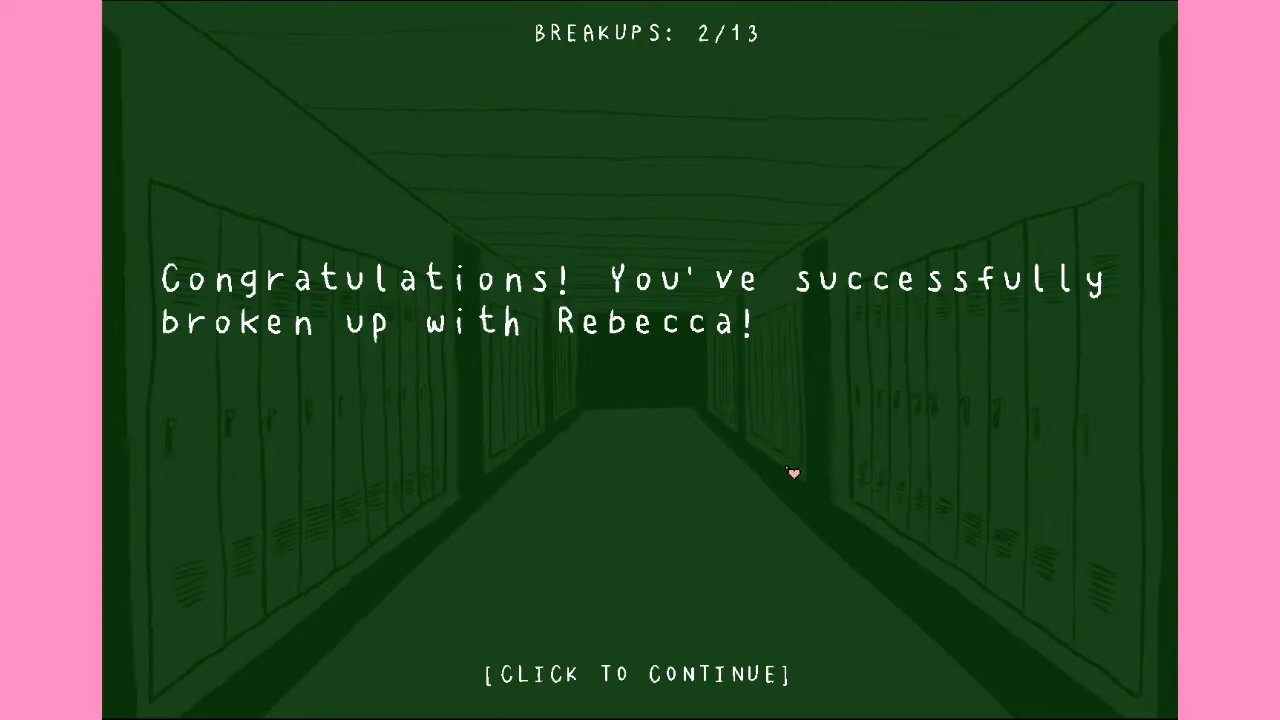 BREAKUPS: 2/13
Congratulations! You've successfully
broken up with Rebecca!
[CLICK TO CONTINUE]